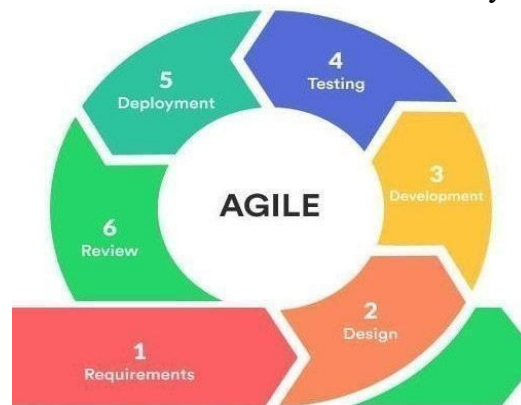 5
Deployment
4
Testing
3
Development
AGILE
6
Review
2
Design
1
Requirements